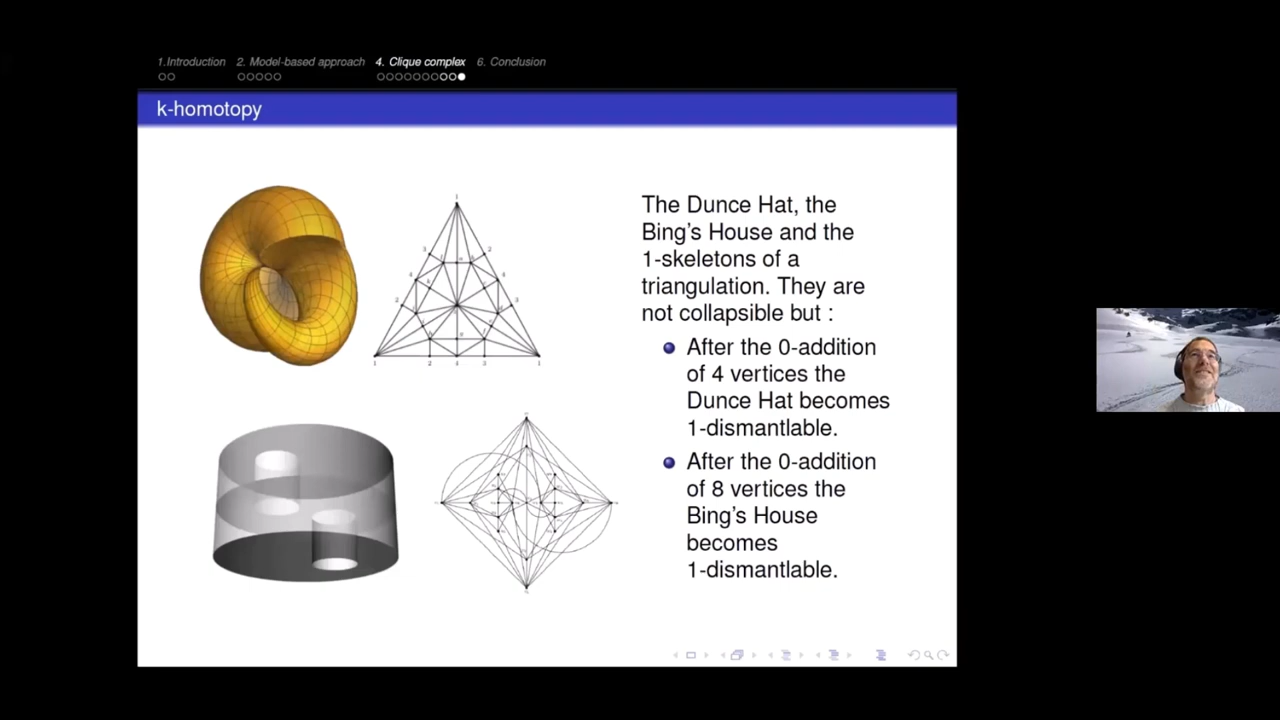 1.Introduction 2. Model-based approach 4. Clique complex 6. Conclusion
k-homotopy
The Dunce Hat, the
Bing's House and the
1-skeletons of a
triangulation. They are
not collapsible but :
After the 0-addition
of 4 vertices the
Dunce Hat becomes
1-dismantlable.
After the 0-addition
of 8 vertices the
Bing's House
becomes
1-dismantlable.